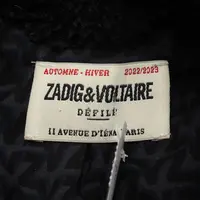 AUTOMNE - HIVER 2022/2023
ZADIG&VOLTAIRE
DÉFILÉ
11 AVENUE D'IÉNA PARIS